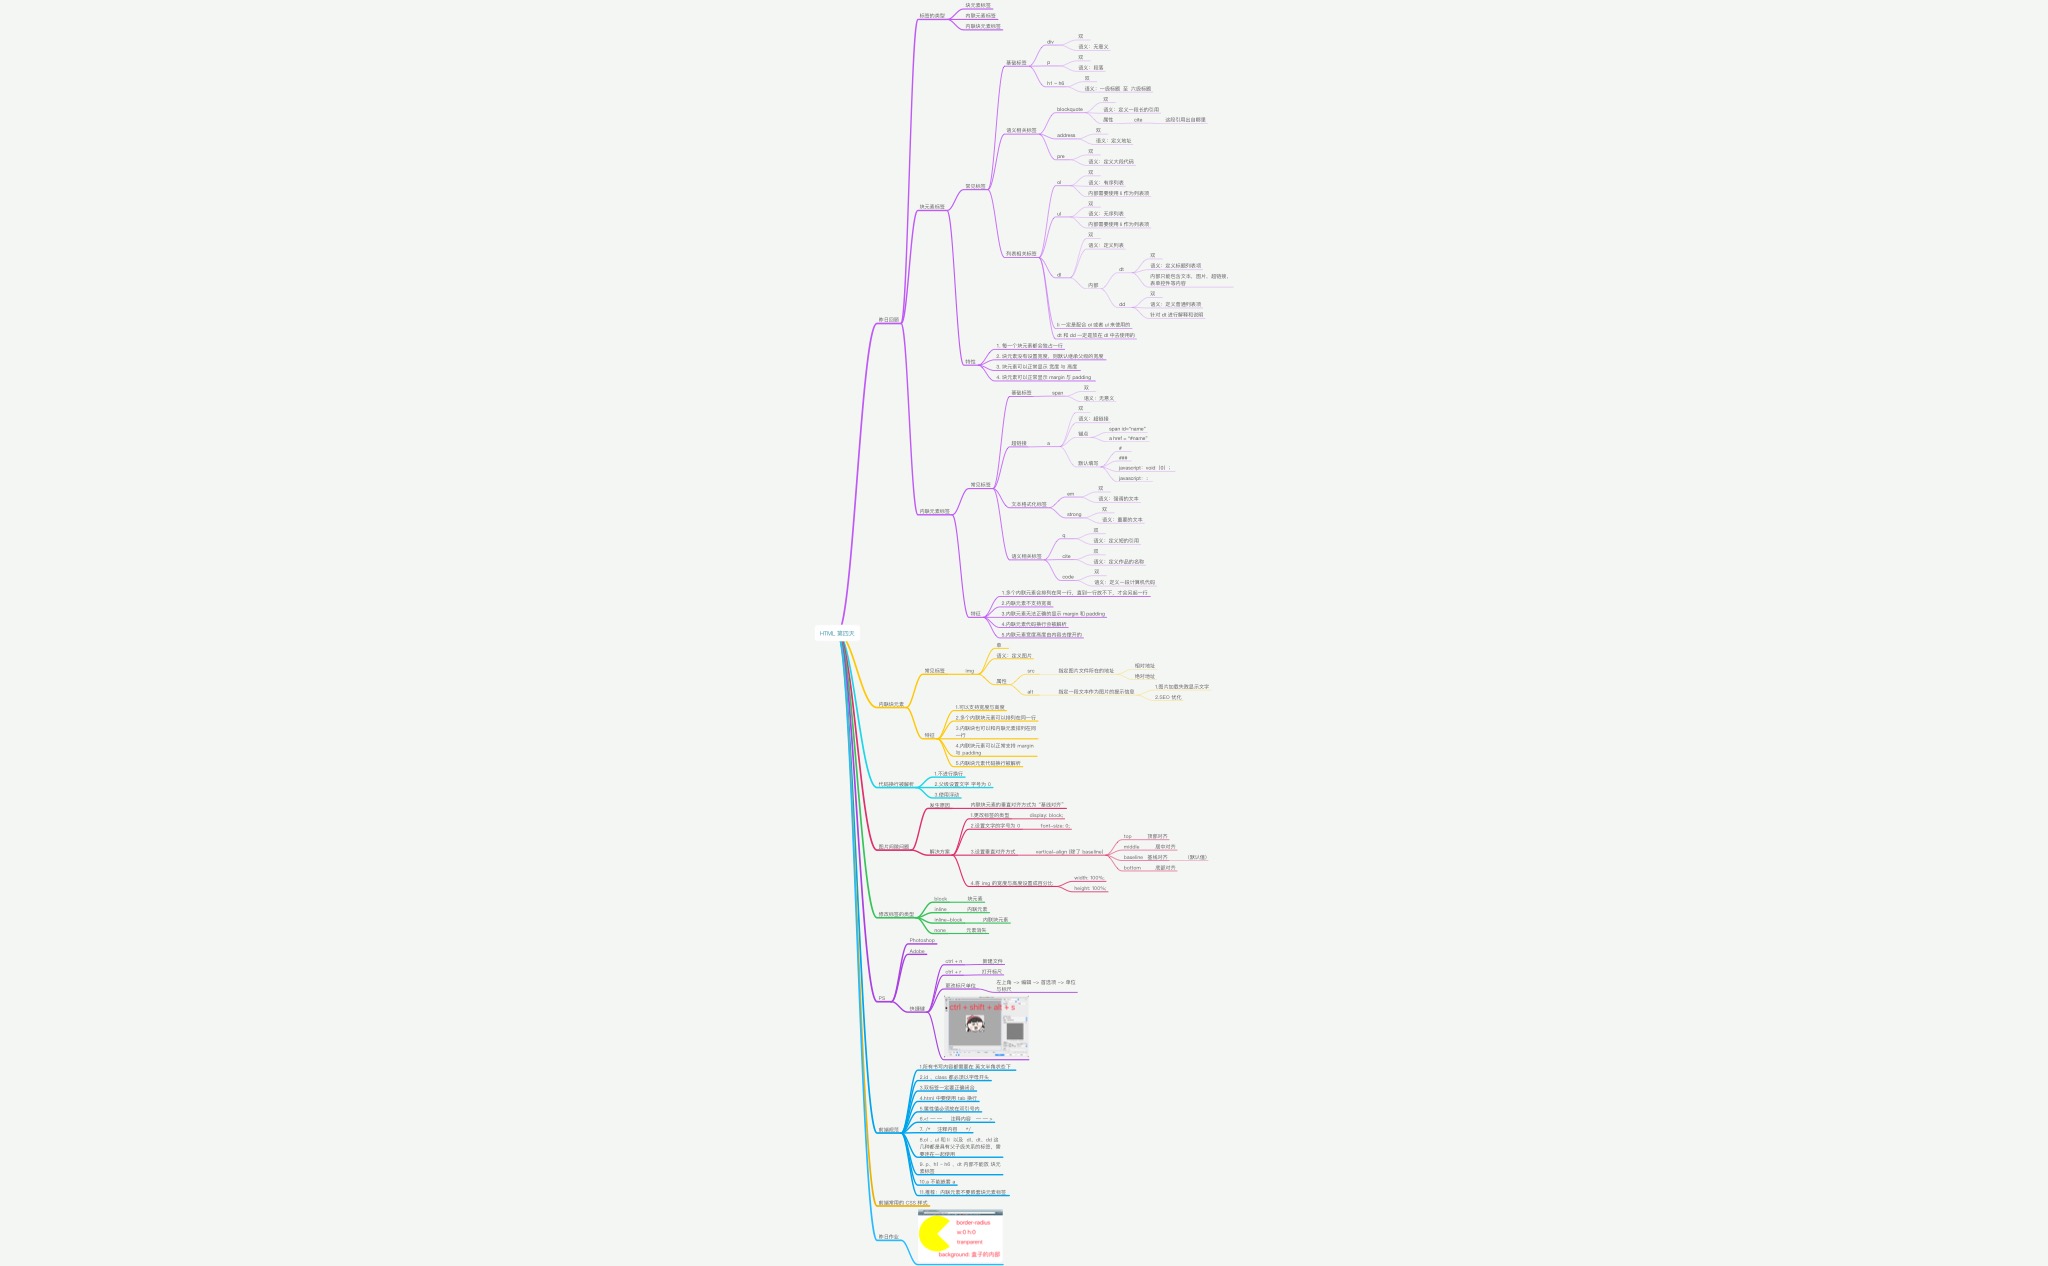 HTML 第四天
昨日回顾
标签的类型
块元素标签
内联元素标签
内联块元素标签
块元素标签
常见标签
基础标签
div
双
语义：无意义
p
双
语义：段落
h1 - h6
双
语义：一级标题 至 六级标题
语义相关标签
blockquote
双
语义：定义一段长的引用
属性
cite
这段引用出自哪里
address
双
语义：定义地址
pre
双
语义：定义大段代码
列表相关标签
ol
双
语义：有序列表
内部需要使用 li 作为列表项
ul
双
语义：无序列表
内部需要使用 li 作为列表项
dl
双
语义：定义列表
内部
dt
双
语义：定义标题列表项
内部只能包含文本、图片、超链接、
表单控件等内容
dd
双
语义：定义普通列表项
针对 dt 进行解释和说明
li 一定是配合 ol 或者 ul 来使用的
dt 和 dd 一定是放在 dl 中去使用的
特性
1. 每一个块元素都会独占一行
2. 块元素没有设置宽度，则默认继承父级的宽度
3. 块元素可以正常显示 宽度 与 高度
4. 块元素可以正常显示 margin 与 padding
内联元素标签
常见标签
基础标签
span
双
语义：无意义
超链接
a
双
语义：超链接
锚点
span id="name"
a href = "#name"
默认填写
#
###
javascript：void（0）；
javascript：；
文本格式化标签
em
双
语义：强调的文本
strong
双
语义：重要的文本
语义相关标签
q
双
语义：定义短的引用
cite
双
语义：定义作品的名称
code
双
语义：定义一段计算机代码
特征
1.多个内联元素会排列在同一行，直到一行放不下，才会另起一行
2.内联元素不支持宽高
3.内联元素无法正确的显示 margin 和 padding
4.内联元素代码换行会被解析
5.内联元素宽度高度由内容去撑开的
内联块元素
常见标签
img
单
语义：定义图片
属性
src
指定图片文件所在的地址
相对地址
绝对地址
alt
指定一段文本作为图片的提示信息
1.图片加载失败显示文字
2.SEO 优化
特征
1.可以支持宽度与高度
2.多个内联块元素可以排列在同一行
3.内联块也可以和内联元素排列在同
一行
4.内联块元素可以正常支持 margin
与 padding
5.内联块元素代码换行被解析
代码换行被解析
1.不进行换行
2.父级设置文字 字号为 0
3.使用浮动
图片间隙问题
发生原因
内联块元素的垂直对齐方式为 "基线对齐"
解决方案
1.更改标签的类型
display: block;
2.设置文字的字号为 0
font-size: 0;
3.设置垂直对齐方式
vertical-align (除了 baseline)
top
顶部对齐
middle
居中对齐
baseline
基线对齐
（默认值）
bottom
底部对齐
4.将 img 的宽度与高度设置成百分比
width: 100%;
height: 100%;
修改标签的类型
block
块元素
inline
内联元素
inline-block
内联块元素
none
元素消失
PS
Photoshop
Adobe
快捷键
ctrl + n
新建文件
ctrl + r
打开标尺
更改标尺单位
左上角 -> 编辑 -> 首选项 -> 单位
与标尺
ctrl + shift + alt + s
前端规范
1.所有书写内容都需要在 英文半角状态下
2.id 、class 都必须以字母开头
3.双标签一定要正确闭合
4.html 中要使用 tab 换行
5.属性值必须放在双引号内
6.<! — — 注释内容 — — >
7. /* 注释内容 */
8.ol 、ul 和 li 以及 dl、dt、dd 这
几种都是具有父子级关系的标签，需
要连在一起使用
9. p、h1 - h6 、dt 内部不能放 块元
素标签
10.a 不能嵌套 a
11.推荐：内联元素不要嵌套块元素标签
前端常用的 CSS 样式
昨日作业
border-radius
w:0 h:0
tranparent
background: 盒子的内部